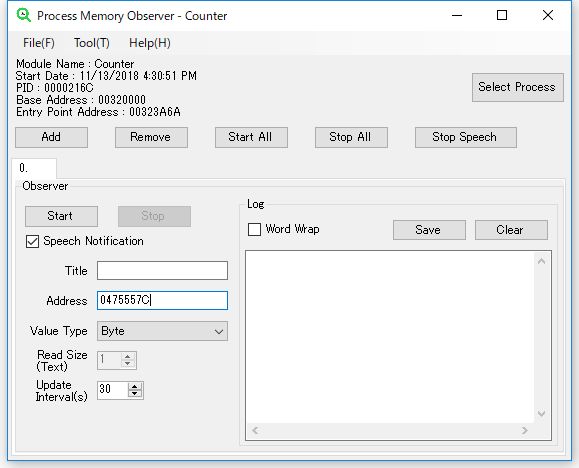 Process Memory Observer - Counter
File(F) Tool(T) Help(H)
Module Name : Counter
Start Date : 11/13/2018 4:30:51 PM
PID : 0000216C
Base Address : 00320000
Entry Point Address : 00323A6A
Select Process
Add Remove Start All Stop All Stop Speech
0.
Observer
Start Stop
Speech Notification
Title
Address 0475557C
Value Type Byte
Read Size
(Text) 1
Update
Interval(s) 30
Log
Word Wrap Save Clear